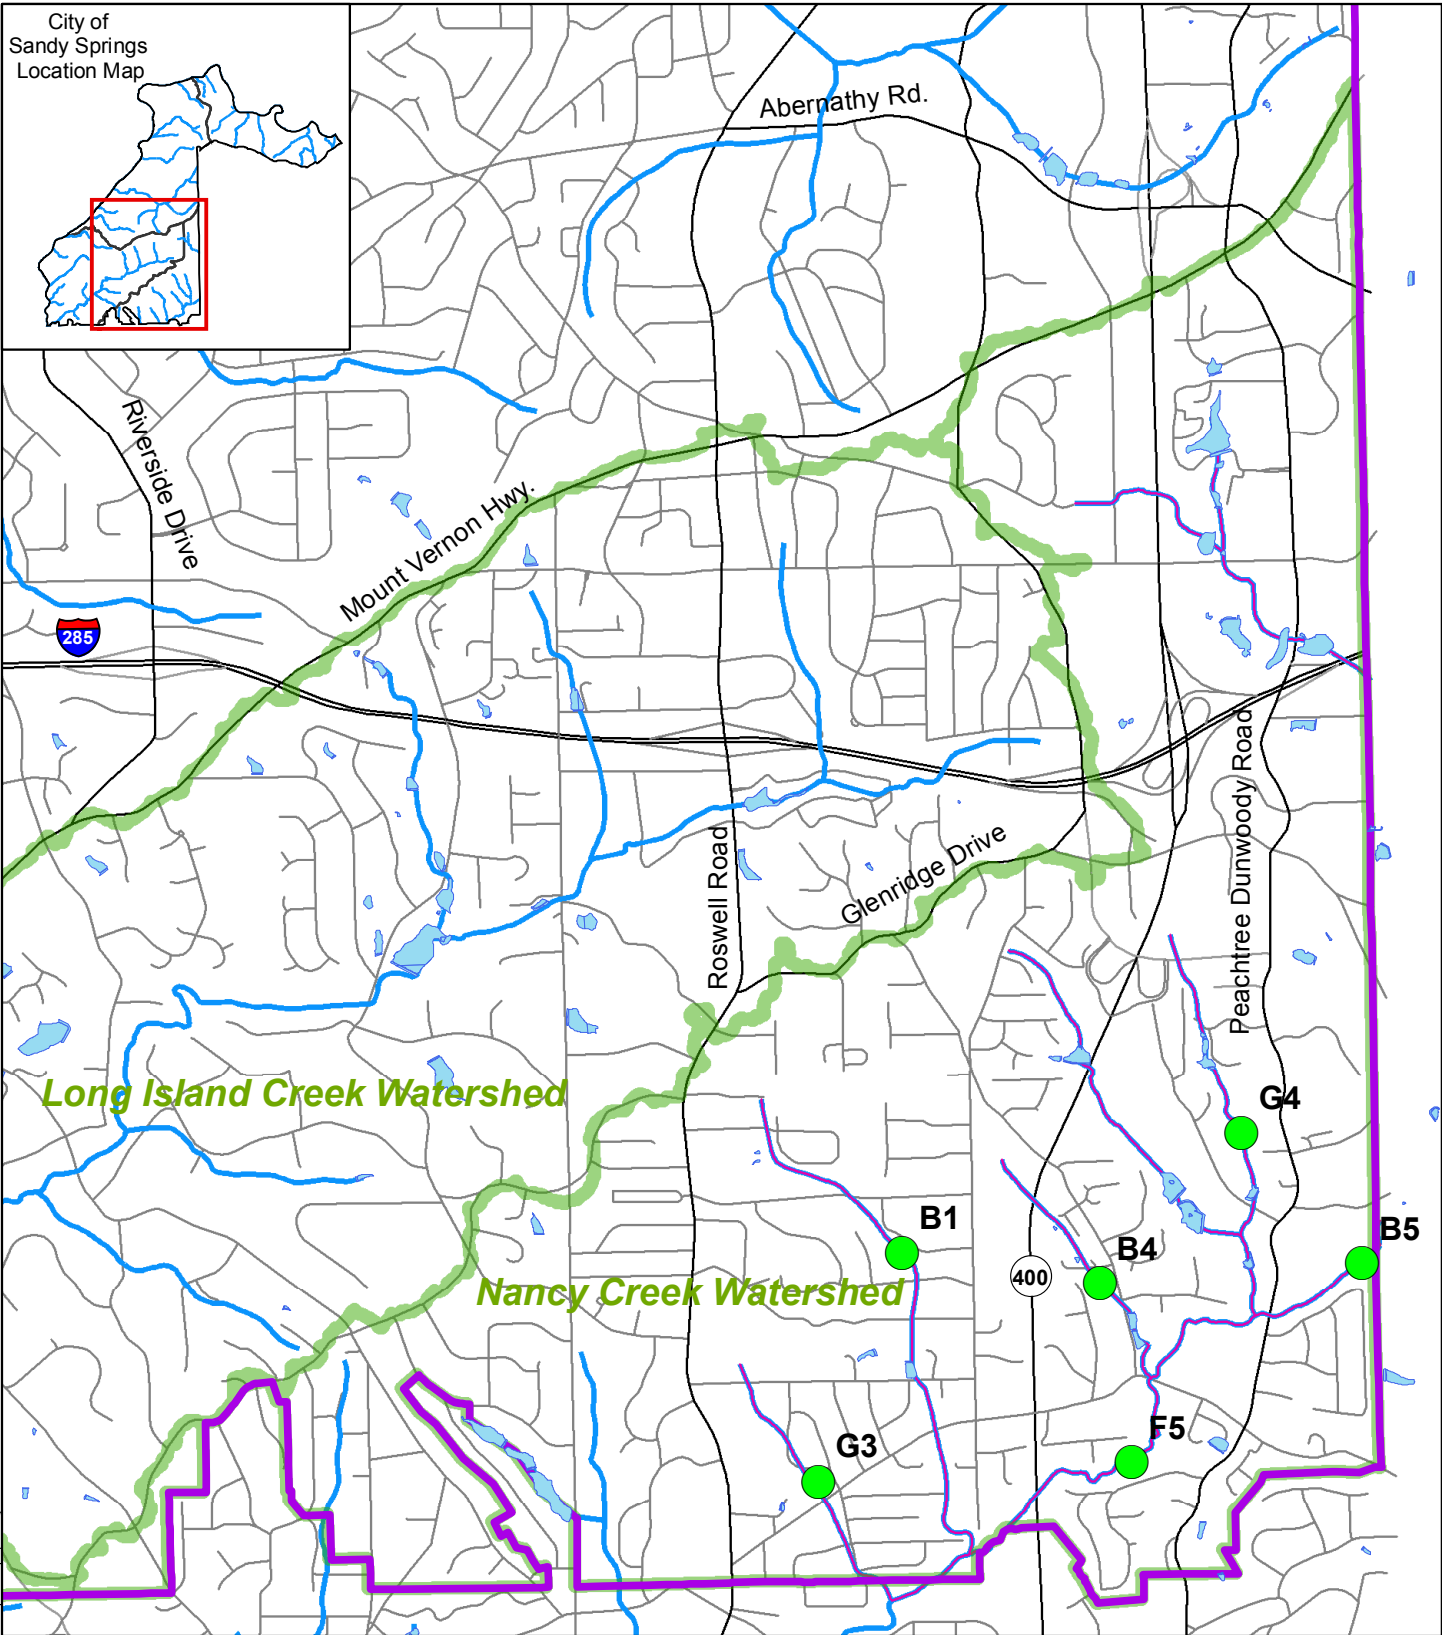 City of
Sandy Springs
Location Map
Abernathy Rd.
Riverside Drive
Mount Vernon Hwy.
285
Peachtree Dunwoody Road
Roswell Road
Glenridge Drive
Long Island Creek Watershed
G4
B1
B5
B4
400
Nancy Creek Watershed
F5
G3